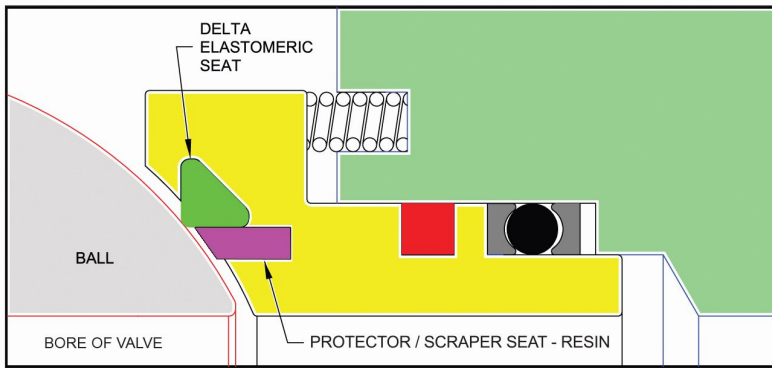 DELTA
ELASTOMERIC
SEAT
BALL
BORE OF VALVE
PROTECTOR / SCRAPER SEAT - RESIN